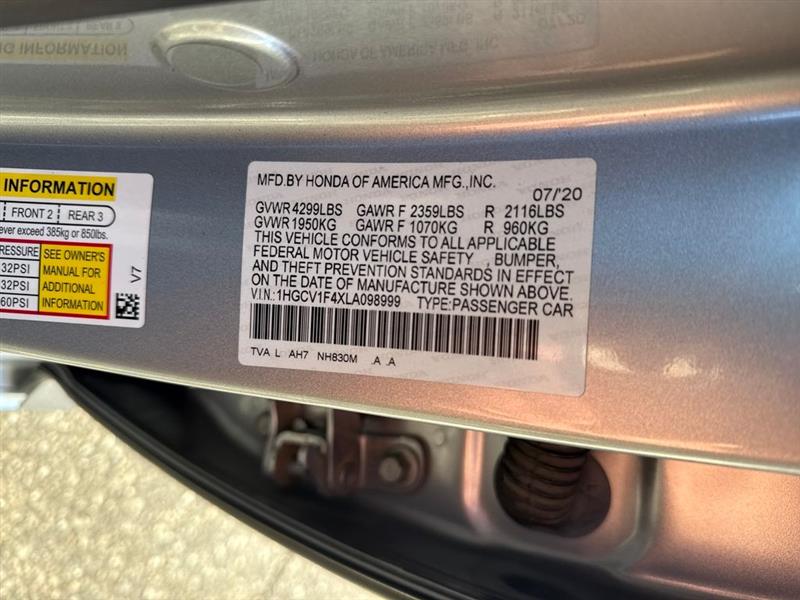 INFORMATION
FRONT 2 REAR 3
ever exceed 385kg or 850lbs.
PRESSURE
32PSI
32PSI
60PSI
SEE OWNER'S
MANUAL FOR
ADDITIONAL
INFORMATION
V7
MFD.BY HONDA OF AMERICA MFG.,INC.
07/'20
GVWR 4299LBS GAWR F 2359LBS R 2116LBS
GVWR 1950KG GAWR F 1070KG R 960KG
THIS VEHICLE CONFORMS TO ALL APPLICABLE
FEDERAL MOTOR VEHICLE SAFETY , BUMPER,
AND THEFT PREVENTION STANDARDS IN EFFECT
ON THE DATE OF MANUFACTURE SHOWN ABOVE.
V.I.N.:1HGCV1F4XLA098999 TYPE:PASSENGER CAR
TVA L AH7 NH830M .A .A